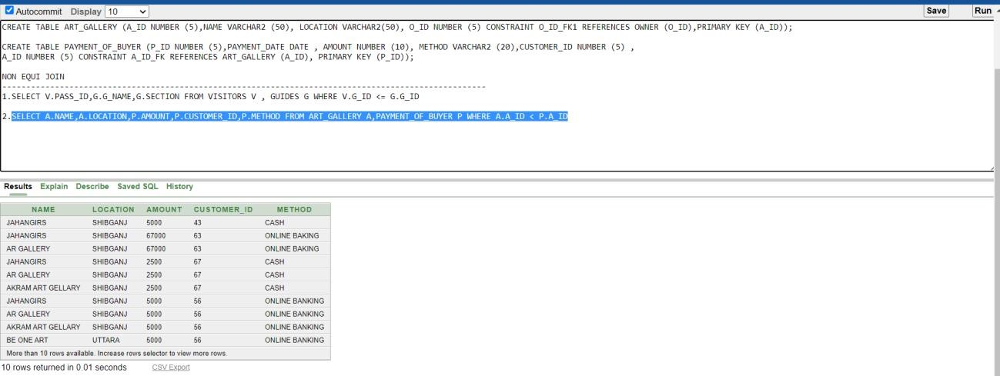 Autocommit Display 10 Save Run
CREATE TABLE ART_GALLERY (A_ID NUMBER (5),NAME VARCHAR2 (50), LOCATION VARCHAR2(50), O_ID NUMBER (5) CONSTRAINT O_ID_FK1 REFERENCES OWNER (O_ID),PRIMARY KEY (A_ID));
CREATE TABLE PAYMENT_OF_BUYER (P_ID NUMBER (5),PAYMENT_DATE DATE , AMOUNT NUMBER (10), METHOD VARCHAR2 (20),CUSTOMER_ID NUMBER (5) ,
A_ID NUMBER (5) CONSTRAINT A_ID_FK REFERENCES ART_GALLERY (A_ID), PRIMARY KEY (P_ID));
NON EQUI JOIN
----------------------------------------------------------------------------------------------------
1.SELECT V.PASS_ID,G.G_NAME,G.SECTION FROM VISITORS V , GUIDES G WHERE V.G_ID <= G.G_ID
2.SELECT A.NAME,A.LOCATION,P.AMOUNT,P.CUSTOMER_ID,P.METHOD FROM ART_GALLERY A,PAYMENT_OF_BUYER P WHERE A.A_ID < P.A_ID
Results Explain Describe Saved SQL History
NAME LOCATION AMOUNT CUSTOMER_ID METHOD
JAHANGIRS SHIBGANJ 5000 43 CASH
JAHANGIRS SHIBGANJ 67000 63 ONLINE BAKING
AR GALLERY SHIBGANJ 67000 63 ONLINE BAKING
JAHANGIRS SHIBGANJ 2500 67 CASH
AR GALLERY SHIBGANJ 2500 67 CASH
AKRAM ART GELLARY SHIBGANJ 2500 67 CASH
JAHANGIRS SHIBGANJ 5000 56 ONLINE BANKING
AR GALLERY SHIBGANJ 5000 56 ONLINE BANKING
AKRAM ART GELLARY SHIBGANJ 5000 56 ONLINE BANKING
BE ONE ART UTTARA 5000 56 ONLINE BANKING
More than 10 rows available. Increase rows selector to view more rows.
10 rows returned in 0.01 seconds CSV Export